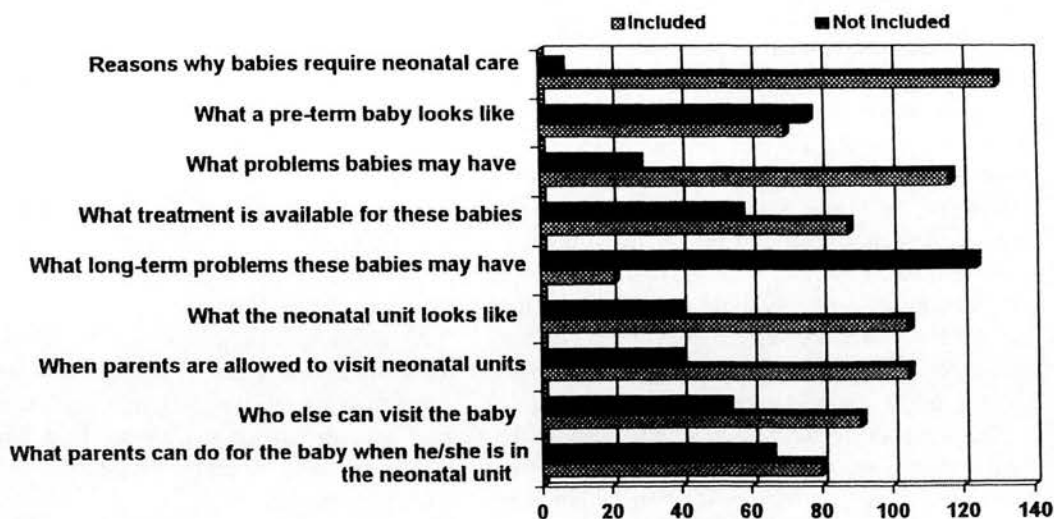 Included Not included
Reasons why babies require neonatal care
What a pre-term baby looks like
What problems babies may have
What treatment is available for these babies
What long-term problems these babies may have
What the neonatal unit looks like
When parents are allowed to visit neonatal units
Who else can visit the baby
What parents can do for the baby when he/she is in
the neonatal unit
0 20 40 60 80 100 120 140